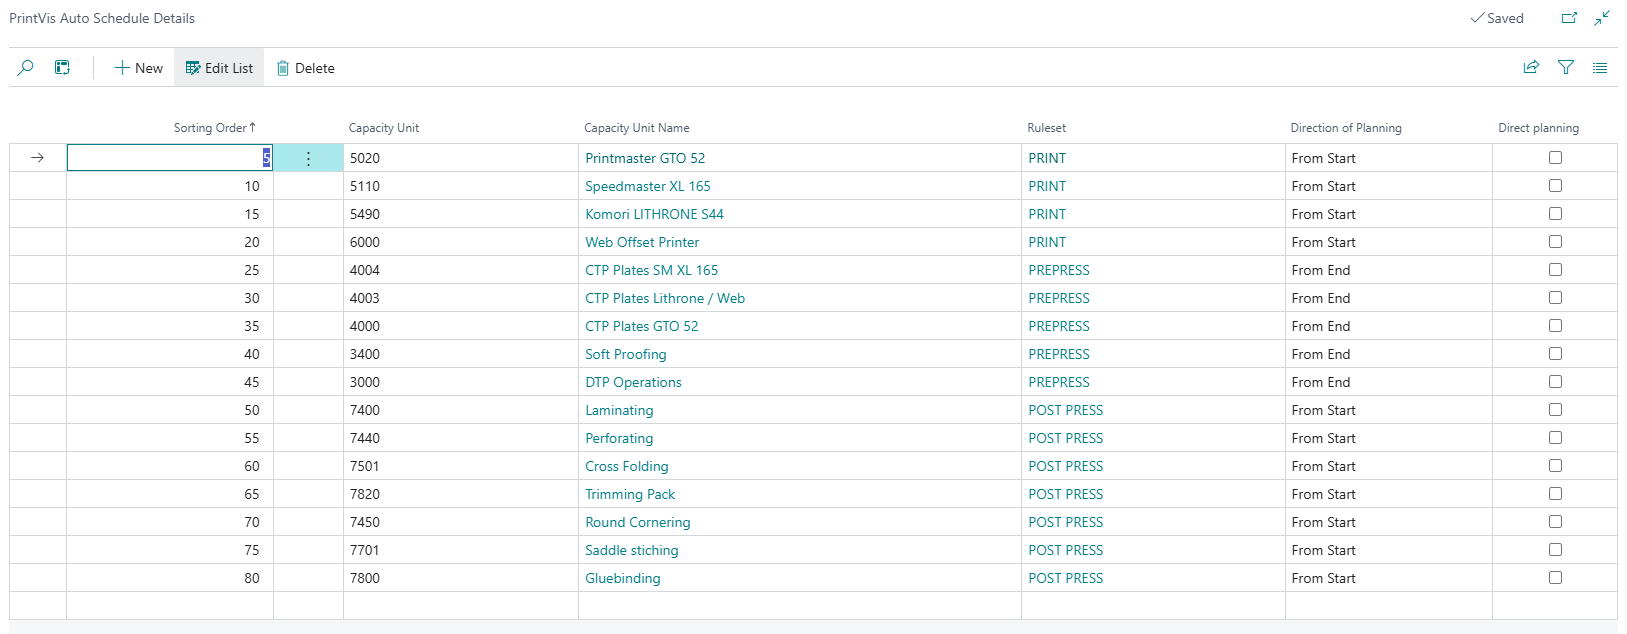 PrintVis Auto Schedule Details
Saved
New Edit List Delete
Sorting Order↑ Capacity Unit Capacity Unit Name Ruleset Direction of Planning Direct planning
5 5020 Printmaster GTO 52 PRINT From Start
10 5110 Speedmaster XL 165 PRINT From Start
15 5490 Komori LITHRONE S44 PRINT From Start
20 6000 Web Offset Printer PRINT From Start
25 4004 CTP Plates SM XL 165 PREPRESS From End
30 4003 CTP Plates Lithrone / Web PREPRESS From End
35 4000 CTP Plates GTO 52 PREPRESS From End
40 3400 Soft Proofing PREPRESS From End
45 3000 DTP Operations PREPRESS From End
50 7400 Laminating POST PRESS From Start
55 7440 Perforating POST PRESS From Start
60 7501 Cross Folding POST PRESS From Start
65 7820 Trimming Pack POST PRESS From Start
70 7450 Round Cornering POST PRESS From Start
75 7701 Saddle stiching POST PRESS From Start
80 7800 Gluebinding POST PRESS From Start